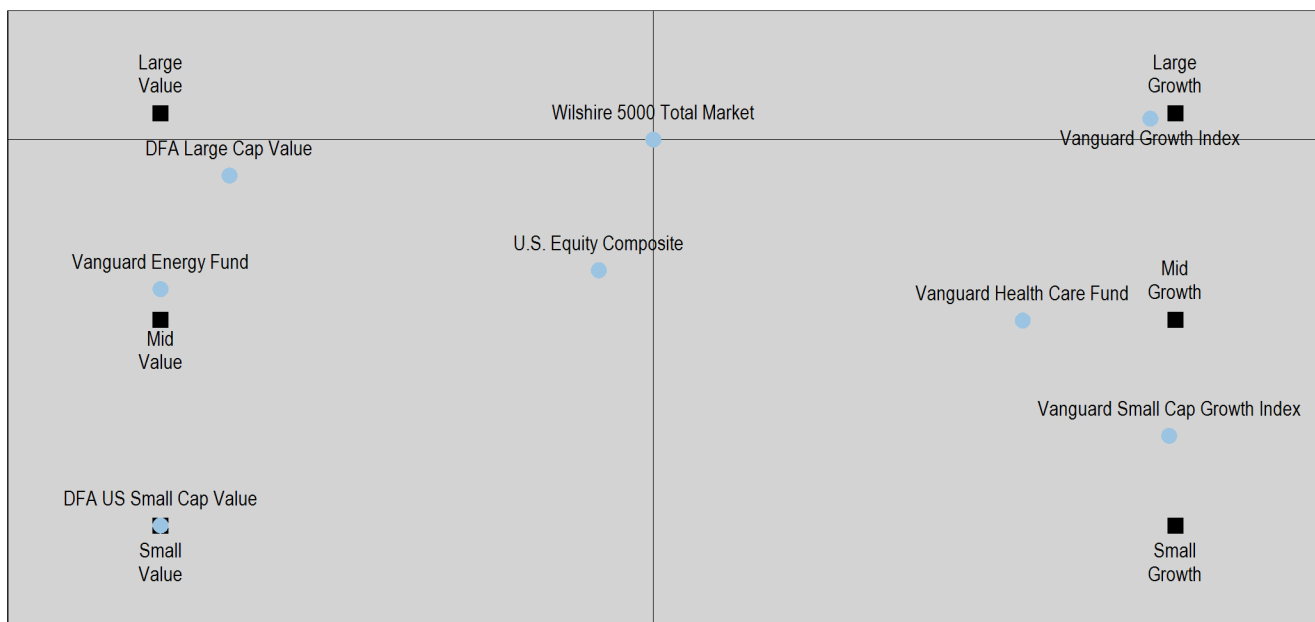 Large
Value
Large
Growth
Wilshire 5000 Total Market
Vanguard Growth Index
DFA Large Cap Value
U.S. Equity Composite
Vanguard Energy Fund
Mid
Growth
Vanguard Health Care Fund
Mid
Value
Vanguard Small Cap Growth Index
DFA US Small Cap Value
Small
Value
Small
Growth